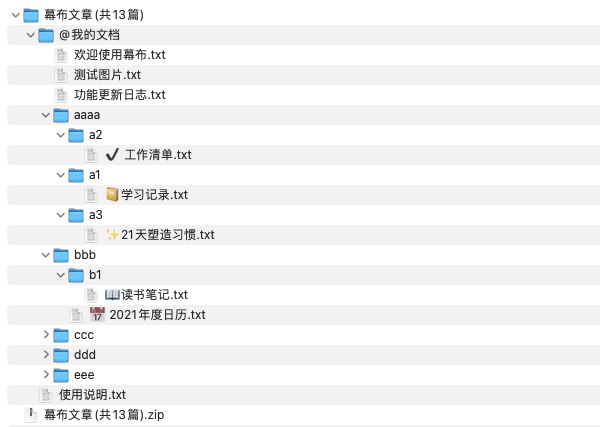 幕布文章(共13篇)
@我的文档
欢迎使用幕布.txt
测试图片.txt
功能更新日志.txt
aaaa
a2
✔️ 工作清单.txt
a1
📔学习记录.txt
a3
✨21天塑造习惯.txt
bbb
b1
📖读书笔记.txt
📅 2021年度日历.txt
ccc
ddd
eee
使用说明.txt
幕布文章(共13篇).zip